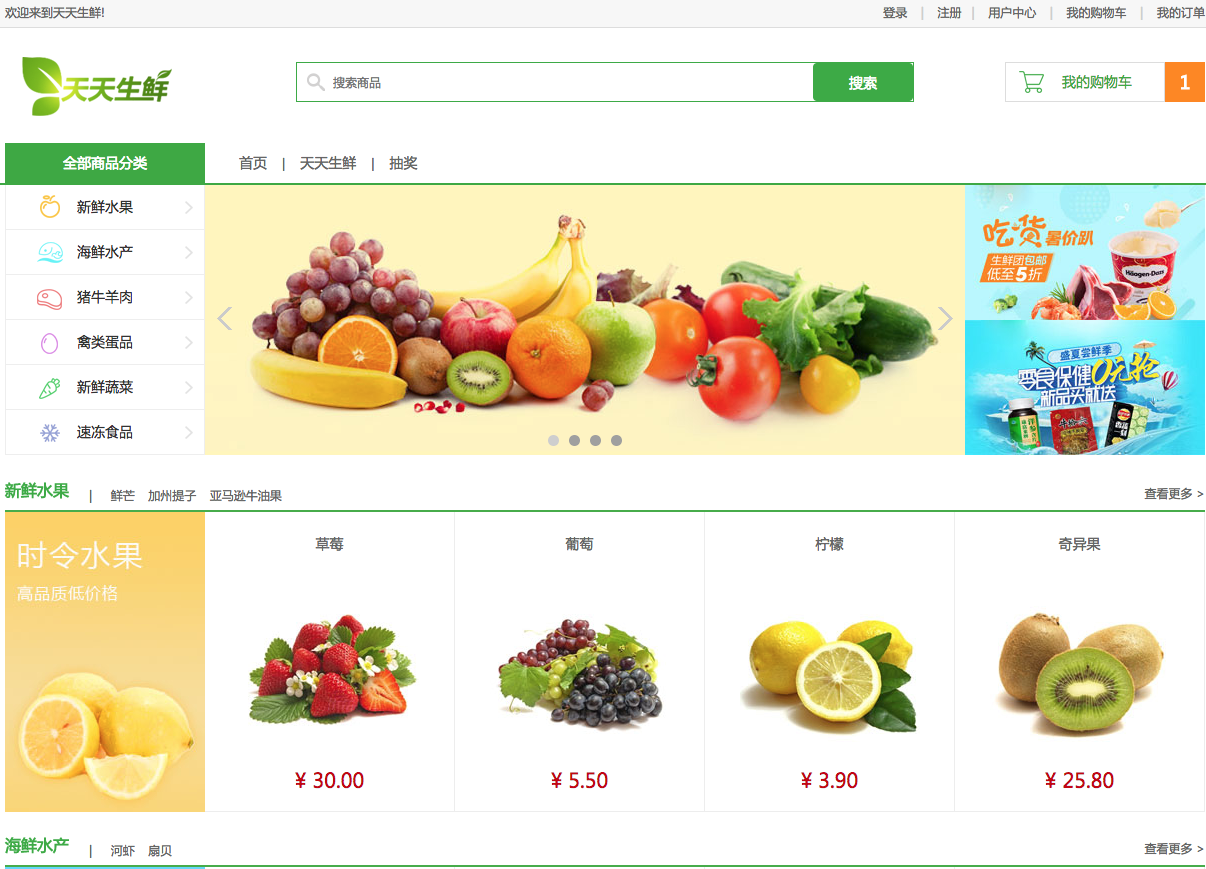 欢迎来到天天生鲜!
登录 | 注册 | 用户中心 | 我的购物车 | 我的订单
天天生鲜
搜索商品
搜索
我的购物车
1
全部商品分类
首页 | 天天生鲜 | 抽奖
新鲜水果
海鲜水产
猪牛羊肉
禽类蛋品
新鲜蔬菜
速冻食品
吃货暑价趴
生鲜团包邮
低至5折
Häagen-Dazs
盛夏尝鲜季
零食保健0元抢
新品买就送
新鲜水果 | 鲜芒 加州提子 亚马逊牛油果
查看更多 >
时令水果
高品质低价格
草莓
¥ 30.00
葡萄
¥ 5.50
柠檬
¥ 3.90
奇异果
¥ 25.80
海鲜水产 | 河虾 扇贝
查看更多 >